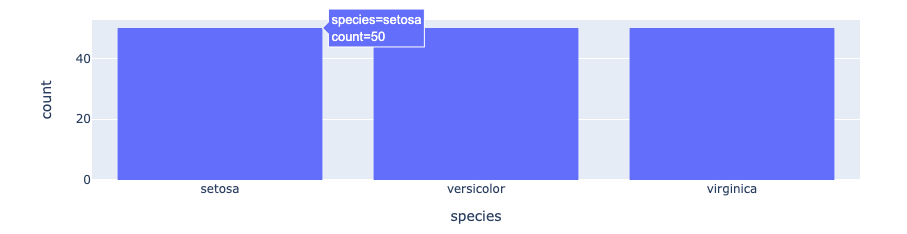 species=setosa
count=50
40
20
0
count
setosa
versicolor
virginica
species